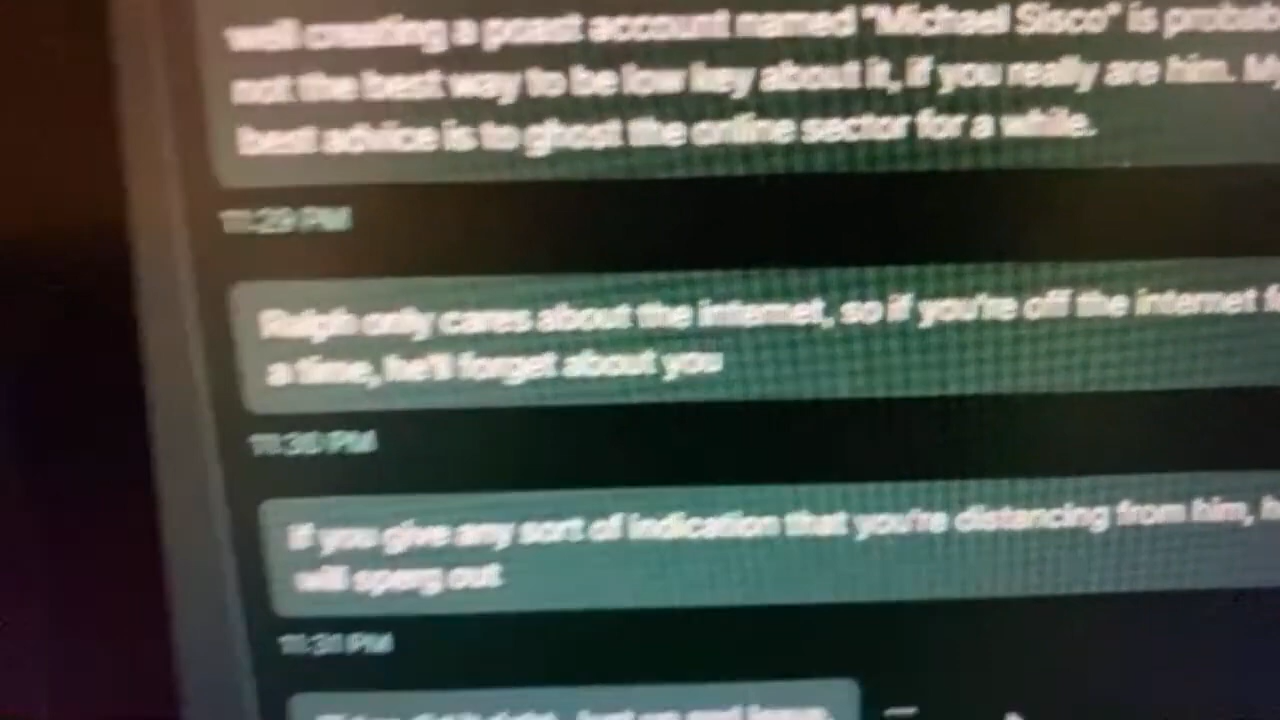 well creating a poast account named "Michael Sisco" is
not the best way to be low key about it, if you really are him. My
best advice is to ghost the online sector for a while.
11:29 PM
Ralph only cares about the internet, so if you're off the internet
a time, he'll forget about you
11:30 PM
If you give any sort of indication that you're distancing from him,
will sperg out
11:31 PM